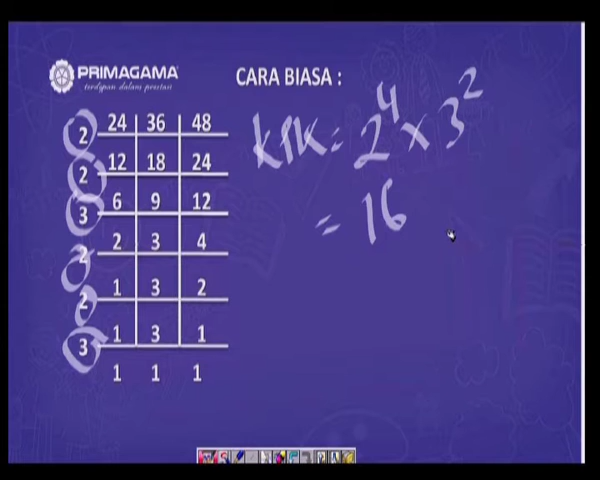 PRIMAGAMA
terdepan dalam prestasi
CARA BIASA :
2 24 36 48
2 12 18 24
3 6 9 12
2 2 3 4
2 1 3 2
3 1 3 1
1 1 1
KPK = 2⁴ × 3²
= 16